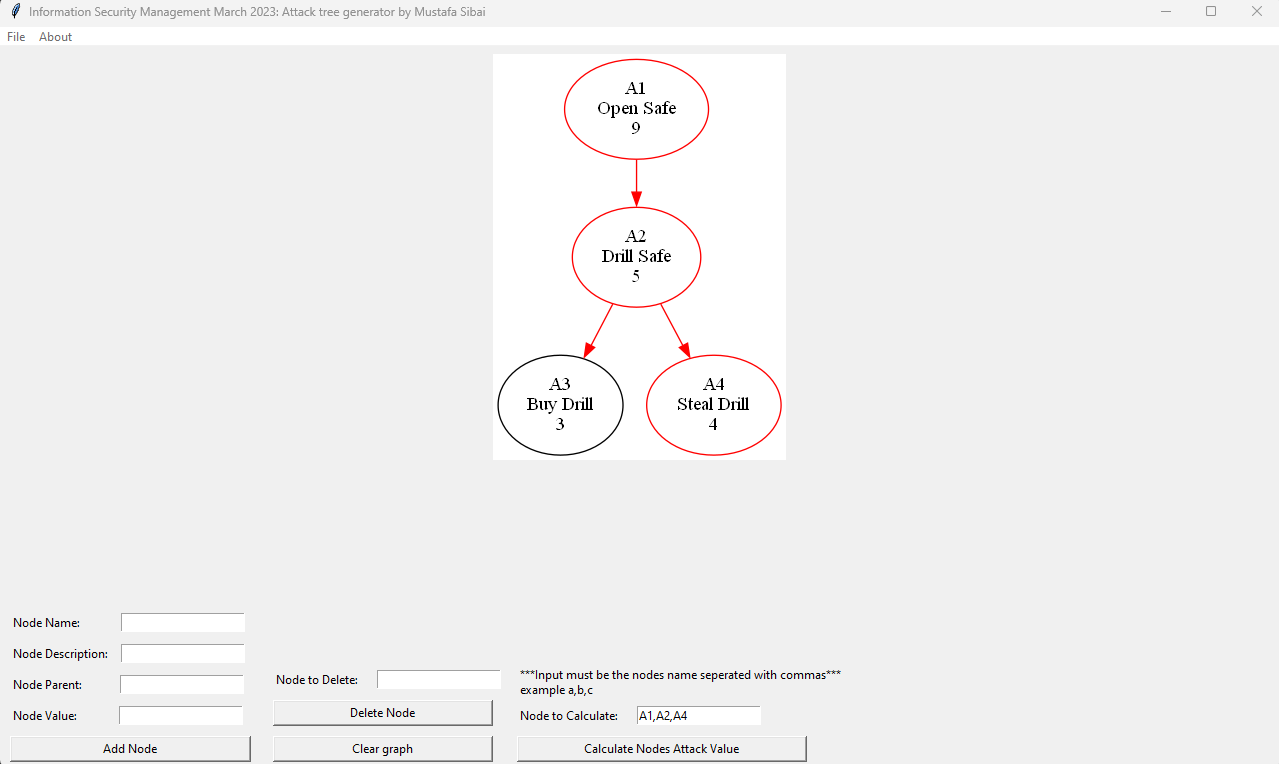 Information Security Management March 2023: Attack tree generator by Mustafa Sibai
File About
A1
Open Safe
9
A2
Drill Safe
5
A3
Buy Drill
3
A4
Steal Drill
4
Node Name:
Node Description:
Node Parent:
Node Value:
Add Node
Node to Delete:
Delete Node
Clear graph
***Input must be the nodes name seperated with commas***
example a,b,c
Node to Calculate: A1,A2,A4
Calculate Nodes Attack Value